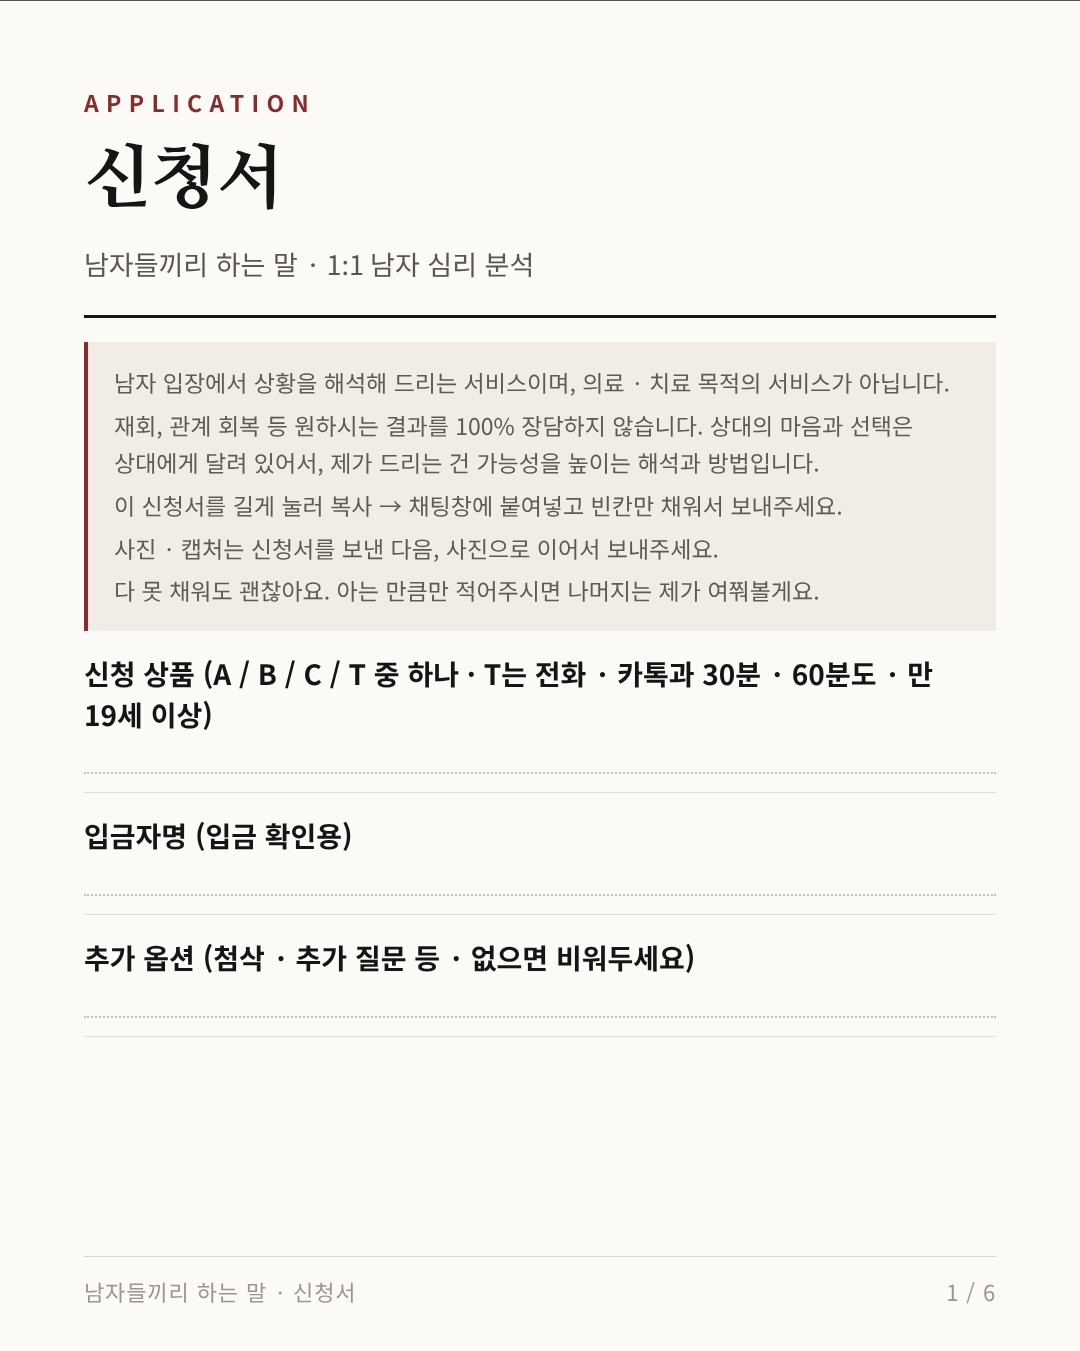 APPLICATION
신청서
남자들끼리 하는 말 · 1:1 남자 심리 분석
남자 입장에서 상황을 해석해 드리는 서비스이며, 의료 · 치료 목적의 서비스가 아닙니다.
재회, 관계 회복 등 원하시는 결과를 100% 장담하지 않습니다. 상대의 마음과 선택은
상대에게 달려 있어서, 제가 드리는 건 가능성을 높이는 해석과 방법입니다.
이 신청서를 길게 눌러 복사 → 채팅창에 붙여넣고 빈칸만 채워서 보내주세요.
사진 · 캡처는 신청서를 보낸 다음, 사진으로 이어서 보내주세요.
다 못 채워도 괜찮아요. 아는 만큼만 적어주시면 나머지는 제가 여쭤볼게요.
신청 상품 (A / B / C / T 중 하나 · T는 전화 · 카톡과 30분 · 60분도 · 만
19세 이상)
입금자명 (입금 확인용)
추가 옵션 (첨삭 · 추가 질문 등 · 없으면 비워두세요)
남자들끼리 하는 말 · 신청서
1 / 6